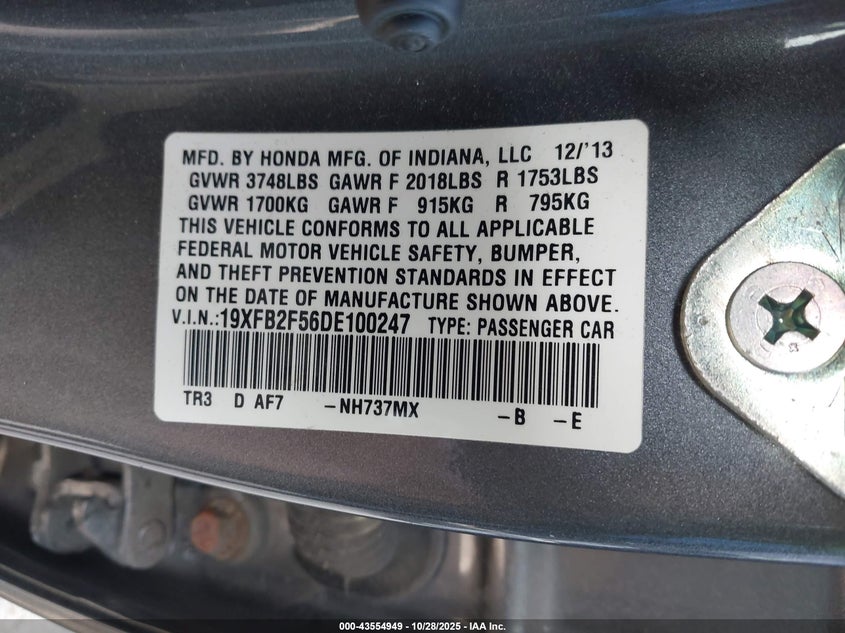 MFD. BY HONDA MFG. OF INDIANA, LLC 12/'13
GVWR 3748LBS GAWR F 2018LBS R 1753LBS
GVWR 1700KG GAWR F 915KG R 795KG
THIS VEHICLE CONFORMS TO ALL APPLICABLE
FEDERAL MOTOR VEHICLE SAFETY, BUMPER,
AND THEFT PREVENTION STANDARDS IN EFFECT
ON THE DATE OF MANUFACTURE SHOWN ABOVE.
V.I.N.:19XFB2F56DE100247 TYPE: PASSENGER CAR
TR3 D AF7 -NH737MX -B -E
000-43554949 | 10/28/2025 | IAA Inc.